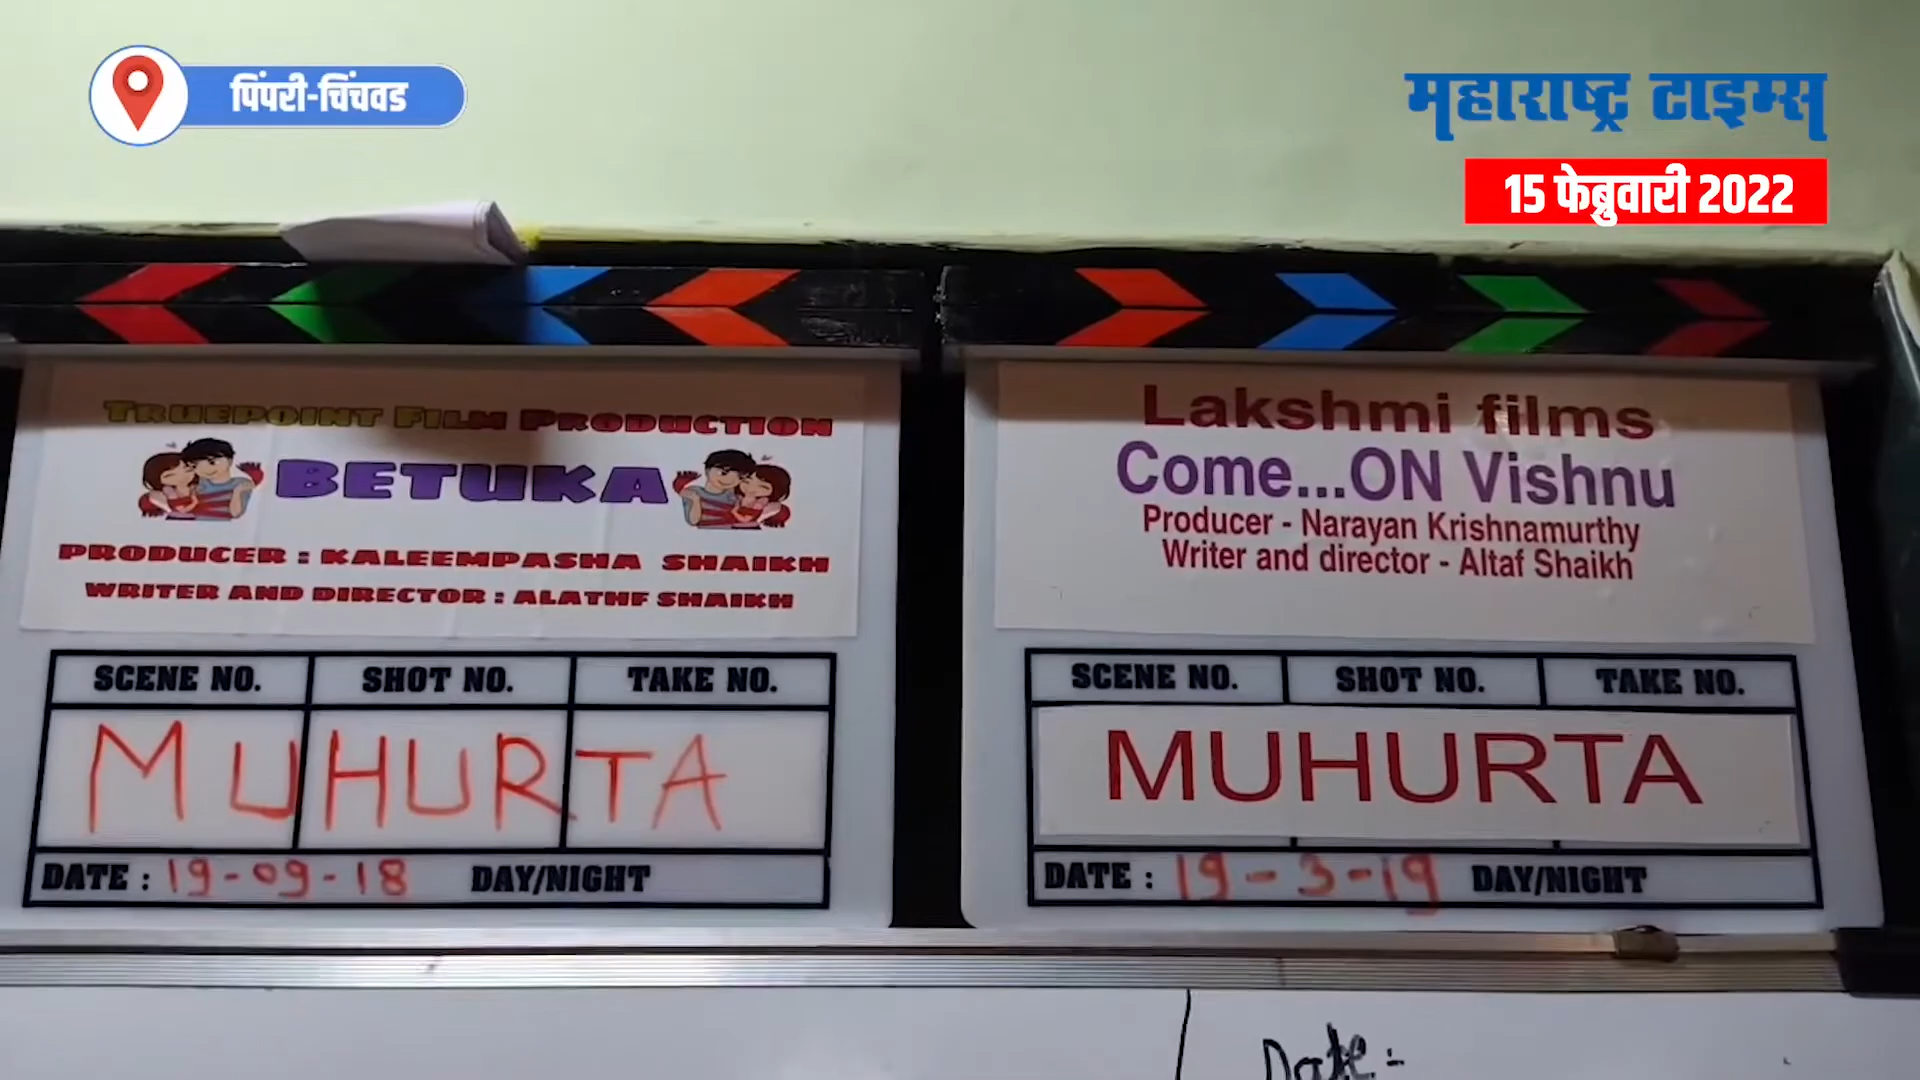 पिंपरी-चिंचवड
महाराष्ट्र टाइम्स
15 फेब्रुवारी 2022
TRUEPOINT FILM PRODUCTION
BETUKA
PRODUCER : KALEEMPASHA SHAIKH
WRITER AND DIRECTOR : ALATHF SHAIKH
SCENE NO. SHOT NO. TAKE NO.
MUHURTA
DATE : 19-09-18 DAY/NIGHT
Lakshmi films
Come...ON Vishnu
Producer - Narayan Krishnamurthy
Writer and director - Altaf Shaikh
SCENE NO. SHOT NO. TAKE NO.
MUHURTA
DATE : 19-3-19 DAY/NIGHT
Date:-